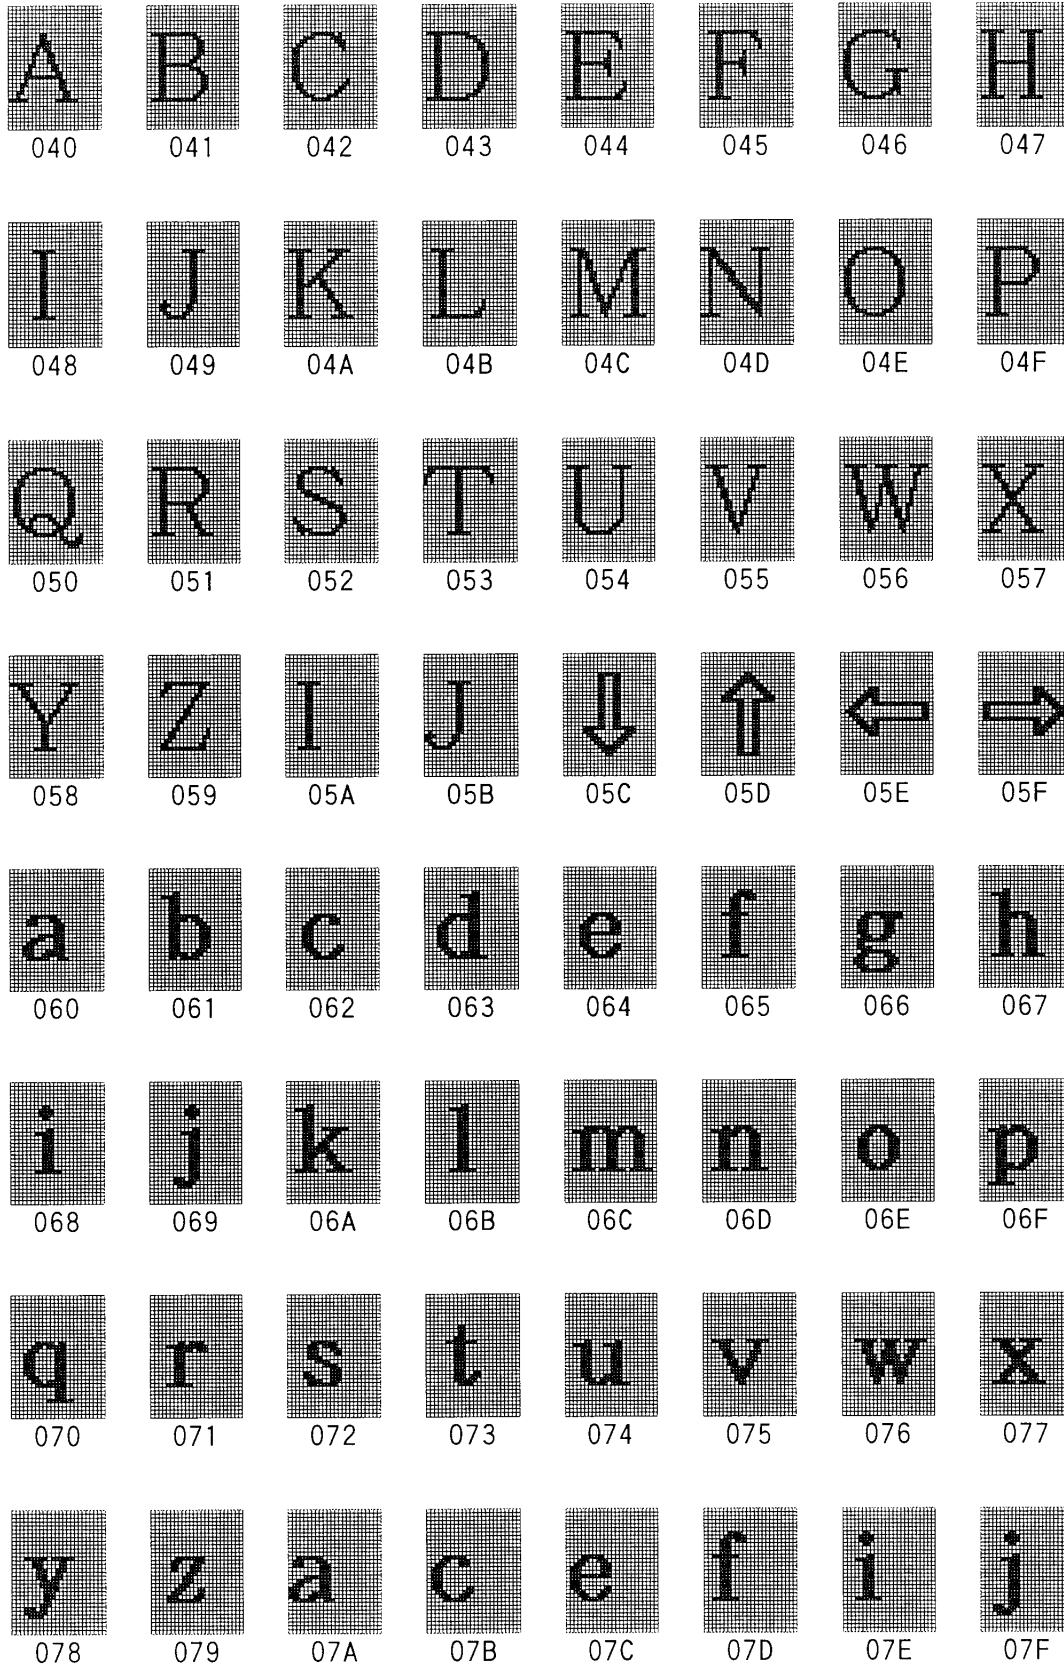 A B C D E F G H
040 041 042 043 044 045 046 047
I J K L M N O P
048 049 04A 04B 04C 04D 04E 04F
Q R S T U V W X
050 051 052 053 054 055 056 057
Y Z I J ⇩ ⇧ ⇦ ⇨
058 059 05A 05B 05C 05D 05E 05F
a b c d e f g h
060 061 062 063 064 065 066 067
i j k l m n o p
068 069 06A 06B 06C 06D 06E 06F
q r s t u v w x
070 071 072 073 074 075 076 077
y z a c e f i j
078 079 07A 07B 07C 07D 07E 07F